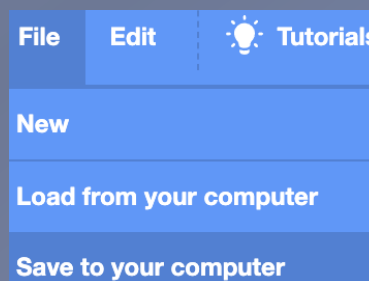 File Edit Tutorials
New
Load from your computer
Save to your computer